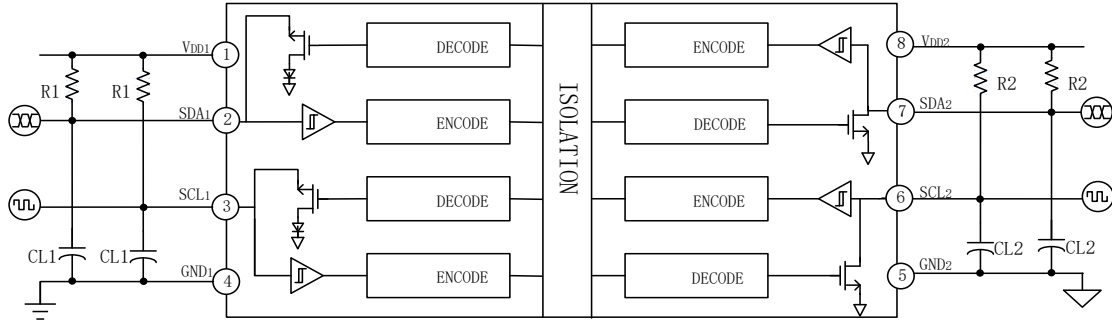 VDD1 1 DECODE ENCODE 8 VDD2
R1 R1 R2 R2
SDA1 2 ENCODE DECODE 7 SDA2
ISOLATION
SCL1 3 DECODE ENCODE 6 SCL2
CL1 CL1 CL2 CL2
GND1 4 ENCODE DECODE 5 GND2